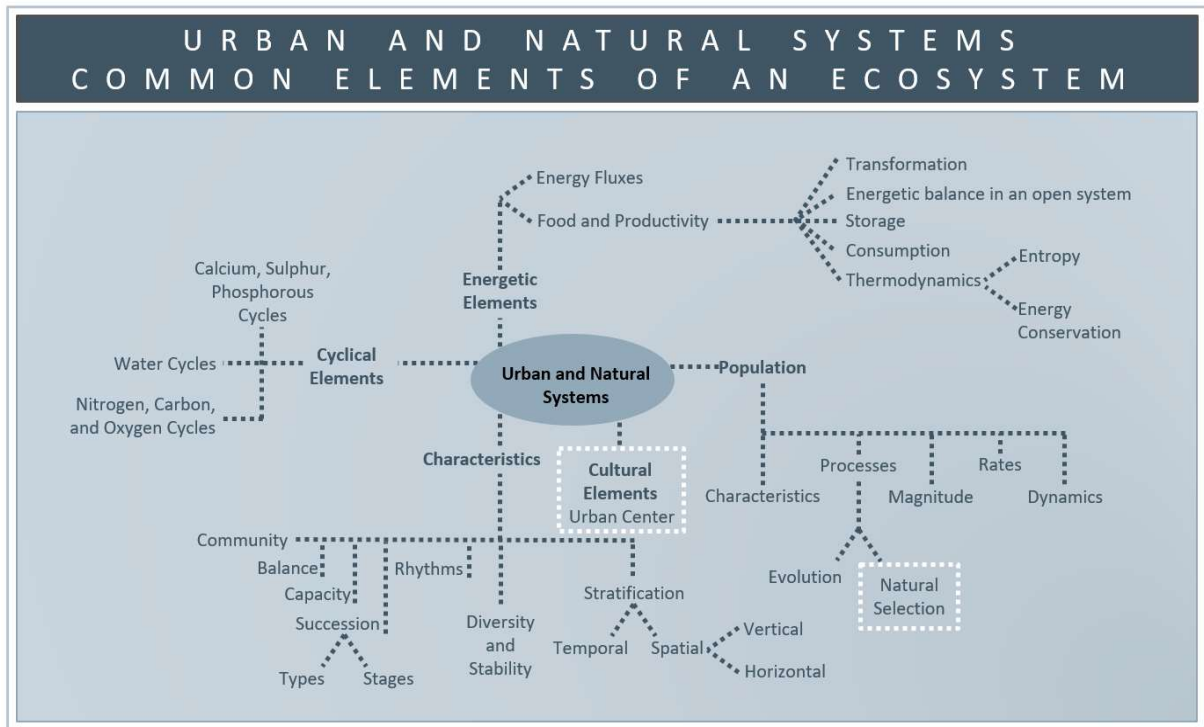 URBAN AND NATURAL SYSTEMS
COMMON ELEMENTS OF AN ECOSYSTEM
Energy Fluxes
Food and Productivity
Transformation
Energetic balance in an open system
Storage
Consumption
Thermodynamics
Entropy
Energy
Conservation
Energetic
Elements
Calcium, Sulphur,
Phosphorous
Cycles
Water Cycles
Nitrogen, Carbon,
and Oxygen Cycles
Cyclical
Elements
Urban and Natural
Systems
Population
Characteristics
Processes
Magnitude
Rates
Dynamics
Evolution
Natural
Selection
Cultural
Elements
Urban Center
Characteristics
Community
Balance
Capacity
Succession
Types
Stages
Rhythms
Diversity
and
Stability
Stratification
Temporal
Spatial
Vertical
Horizontal